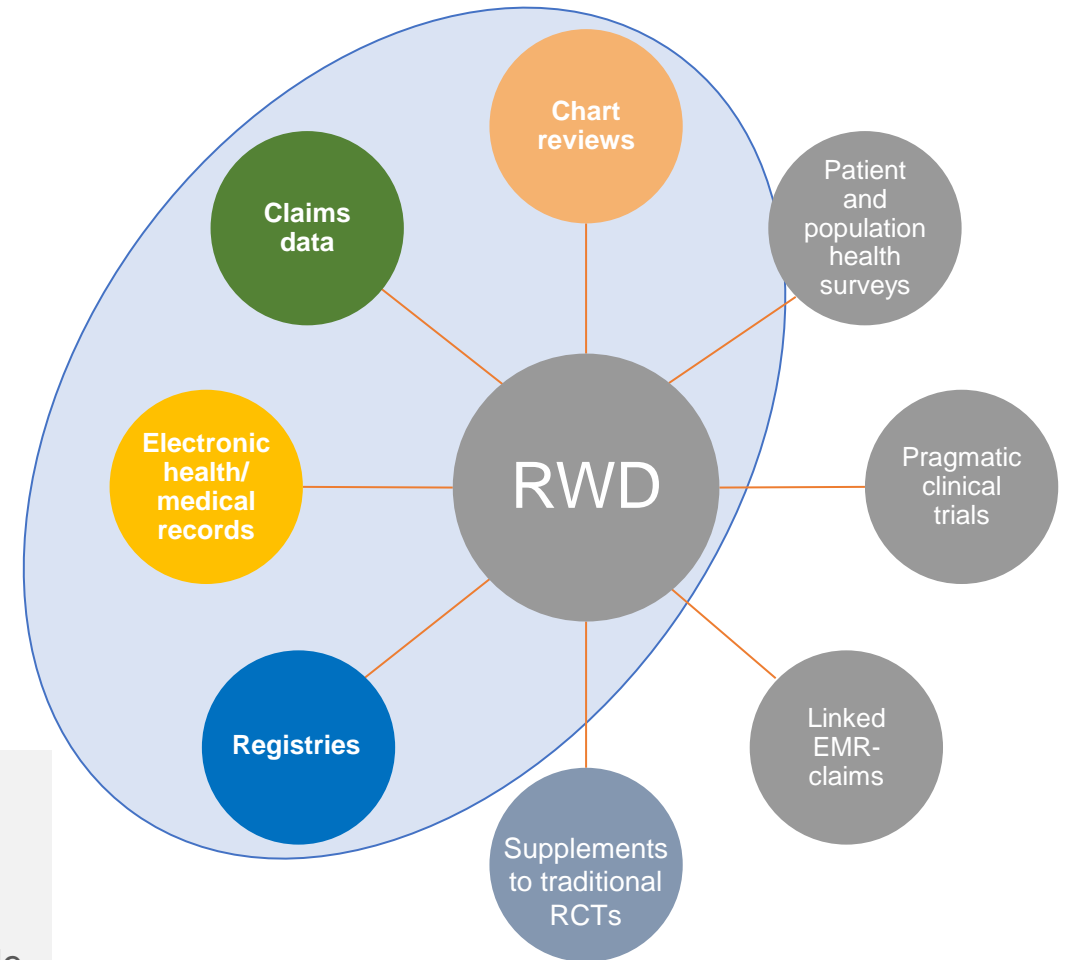 Chart
reviews
Patient
and
population
health
surveys
Claims
data
Electronic
health/
medical
records
RWD
Pragmatic
clinical
trials
Registries
Linked
EMR-
claims
Supplements
to traditional
RCTs